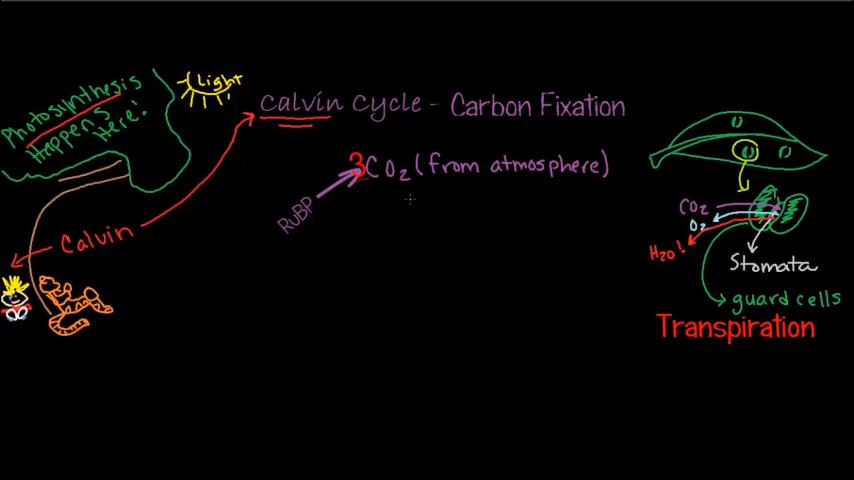 Photosynthesis
Happens
Here!
Light
Calvin Cycle - Carbon Fixation
3CO2 (from atmosphere)
RuBP
Calvin
CO2
O2
H2O!
Stomata
guard cells
Transpiration